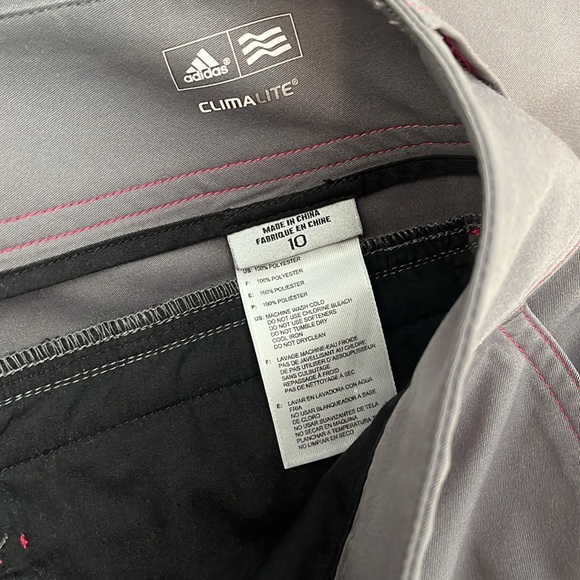 adidas®
CLIMALITE®
MADE IN CHINA
FABRIQUE EN CHINE
10
US: 100% POLYESTER
F: 100% POLYESTER
E: 100% POLIESTER
P: 100% POLIÉSTER
US: MACHINE WASH COLD
DO NOT USE CHLORINE BLEACH
DO NOT USE SOFTENERS
DO NOT TUMBLE DRY
COOL IRON
DO NOT DRYCLEAN
F: LAVAGE MACHINE-EAU FROIDE
PAS DE JAVELLISANT AU CHLORE
DE PAS UTILISER D'ASSOUPLISSEUR
SANS CULBUTAGE
REPASSAGE À FROID
PAS DE NETTOYAGE À SEC
E: LAVAR EN LAVADORA CON AGUA
FRIA
NO USAR BLANQUEADOR A BASE
DE CLORO
NO USAR SUAVIZANTES DE TELA
NO SECAR EN MAQUINA
PLANCHAR A TEMPERATURA
NO LIMPIAR EN SECO